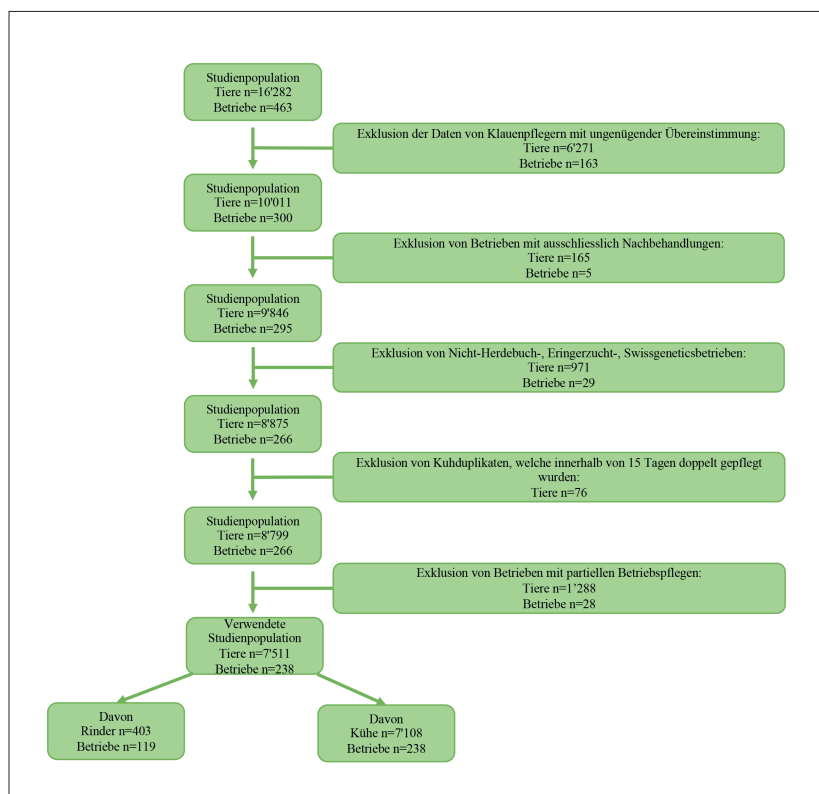 Studienpopulation
Tiere n=16'282
Betriebe n=463
Exklusion der Daten von Klauenpflegern mit ungenügender Übereinstimmung:
Tiere n=6'271
Betriebe n=163
Studienpopulation
Tiere n=10'011
Betriebe n=300
Exklusion von Betrieben mit ausschliesslich Nachbehandlungen:
Tiere n=165
Betriebe n=5
Studienpopulation
Tiere n=9'846
Betriebe n=295
Exklusion von Nicht-Herdebuch-, Eringerzucht-, Swissgeneticsbetrieben:
Tiere n=971
Betriebe n=29
Studienpopulation
Tiere n=8'875
Betriebe n=266
Exklusion von Kuhduplikaten, welche innerhalb von 15 Tagen doppelt gepflegt
wurden:
Tiere n=76
Studienpopulation
Tiere n=8'799
Betriebe n=266
Exklusion von Betrieben mit partiellen Betriebspflegen:
Tiere n=1’288
Betriebe n=28
Verwendete
Studienpopulation
Tiere n=7'511
Betriebe n=238
Davon
Rinder n=403
Betriebe n=119
Davon
Kühe n=7'108
Betriebe n=238